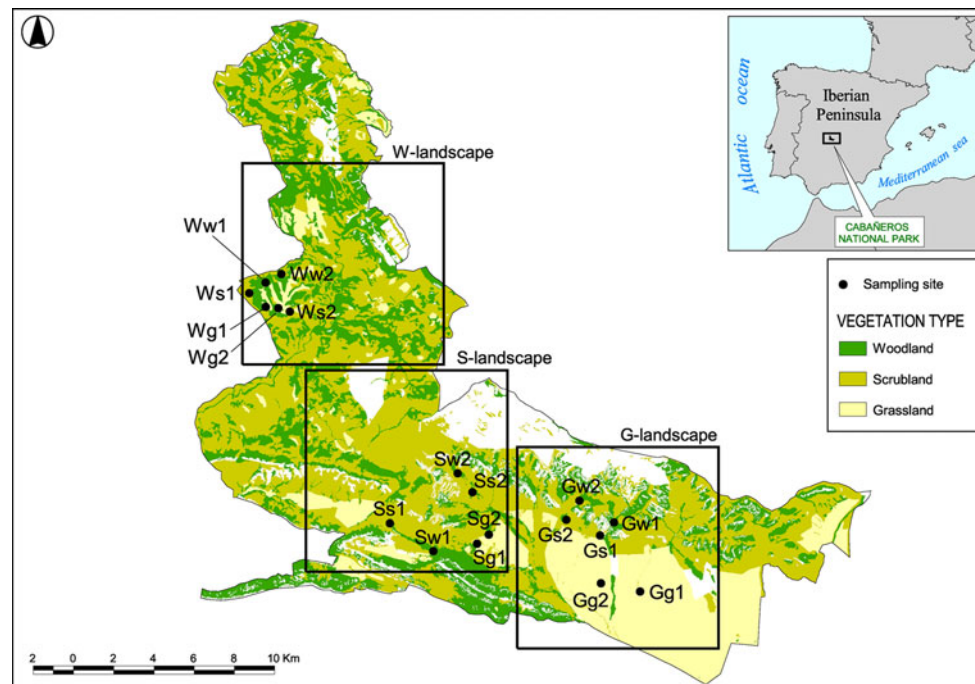 W-landscape
Ww1
Ww2
Ws1
Wg1
Ws2
Wg2
S-landscape
G-landscape
Sw2
Ss2
Gw2
Ss1
Sg2
Gs2
Gw1
Sw1
Sg1
Gs1
Gg2
Gg1
2 0 2 4 6 8 10 Km
Atlantic ocean
Iberian
Peninsula
Mediterranean sea
CABAÑEROS
NATIONAL PARK
Sampling site
VEGETATION TYPE
Woodland
Scrubland
Grassland